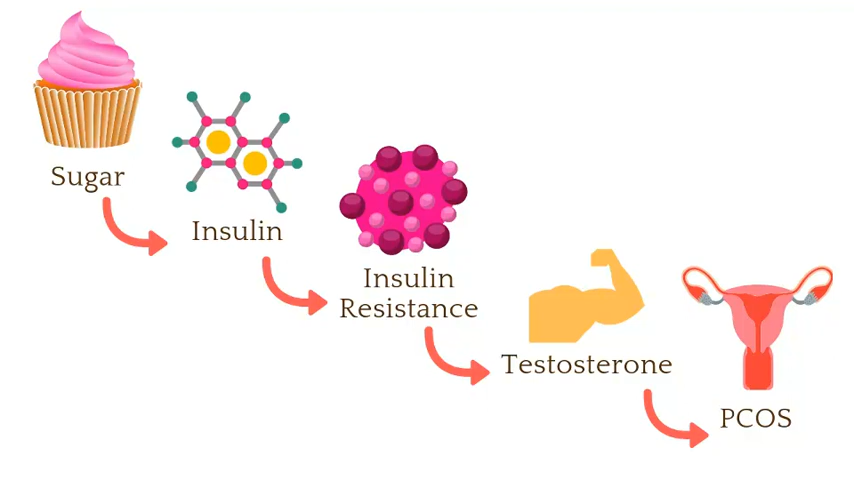 Sugar
Insulin
Insulin
Resistance
Testosterone
PCOS